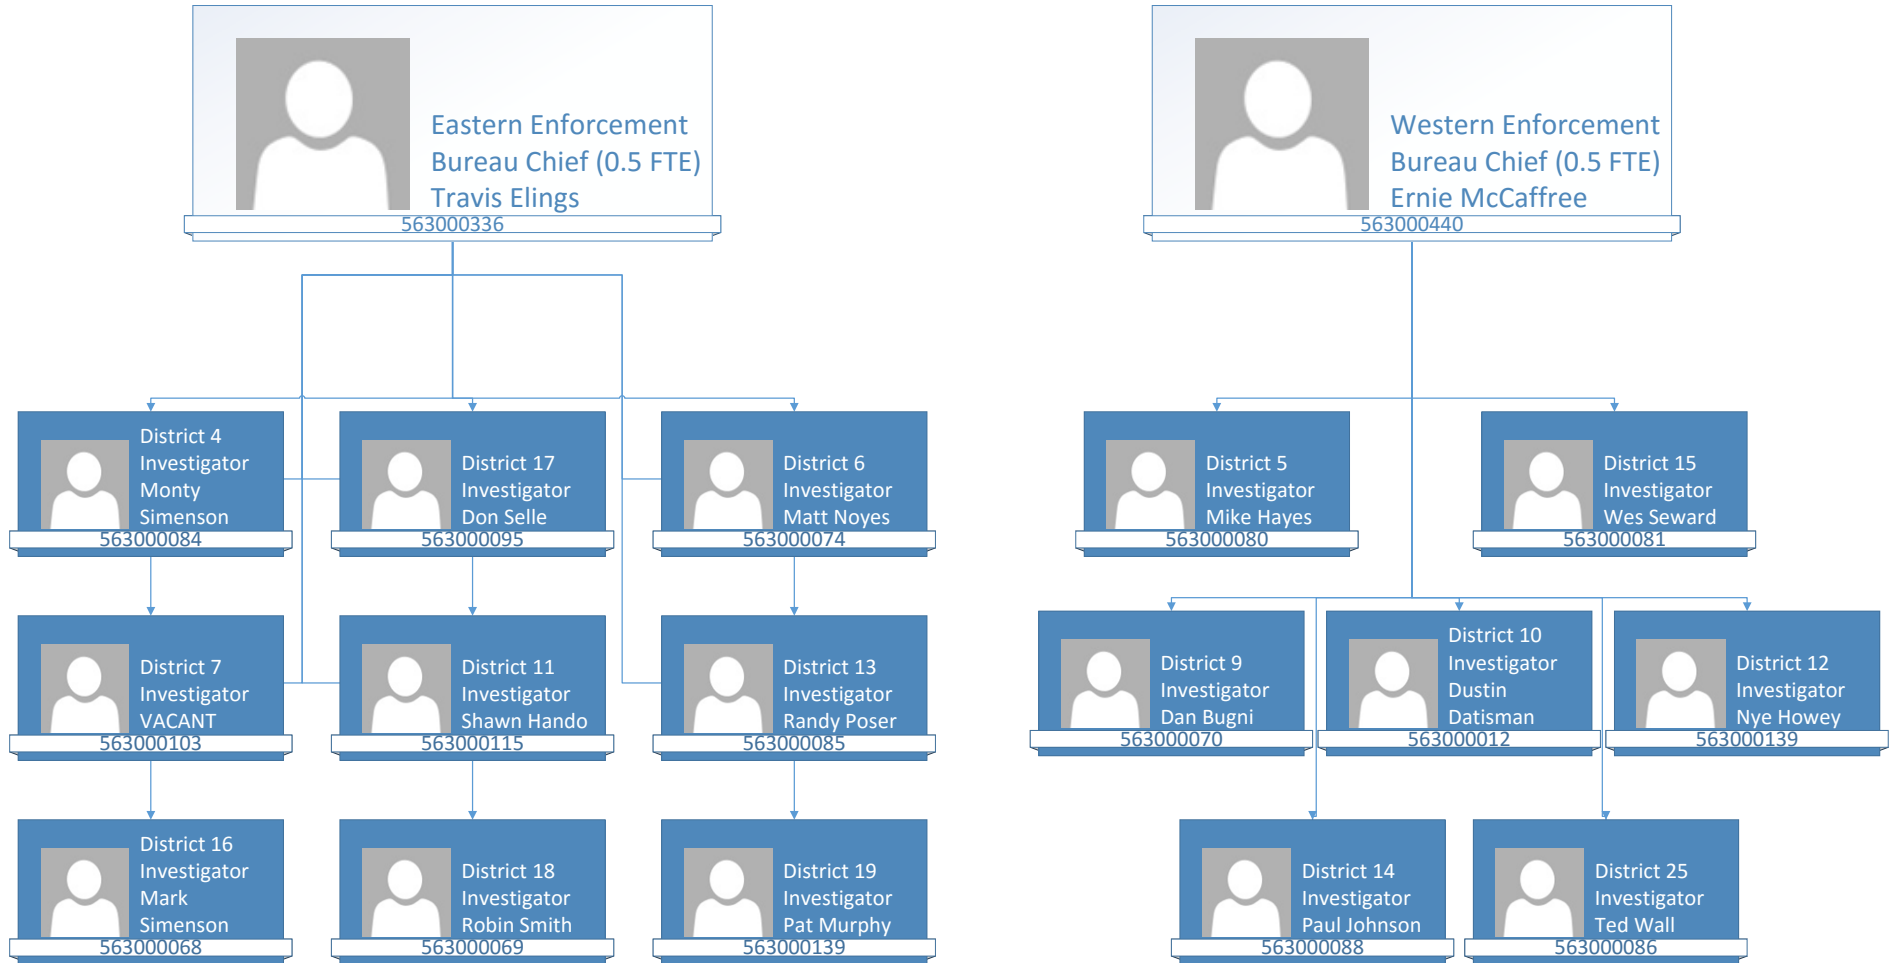 Eastern Enforcement
Bureau Chief (0.5 FTE)
Travis Elings
563000336
Western Enforcement
Bureau Chief (0.5 FTE)
Ernie McCaffree
563000440
District 4
Investigator
Monty
Simenson
563000084
District 17
Investigator
Don Selle
563000095
District 6
Investigator
Matt Noyes
563000074
District 5
Investigator
Mike Hayes
563000080
District 15
Investigator
Wes Seward
563000081
District 7
Investigator
VACANT
563000103
District 11
Investigator
Shawn Hando
563000115
District 13
Investigator
Randy Poser
563000085
District 9
Investigator
Dan Bugni
563000070
District 10
Investigator
Dustin
Datisman
563000012
District 12
Investigator
Nye Howey
563000139
District 16
Investigator
Mark
Simenson
563000068
District 18
Investigator
Robin Smith
563000069
District 19
Investigator
Pat Murphy
563000139
District 14
Investigator
Paul Johnson
563000088
District 25
Investigator
Ted Wall
563000086